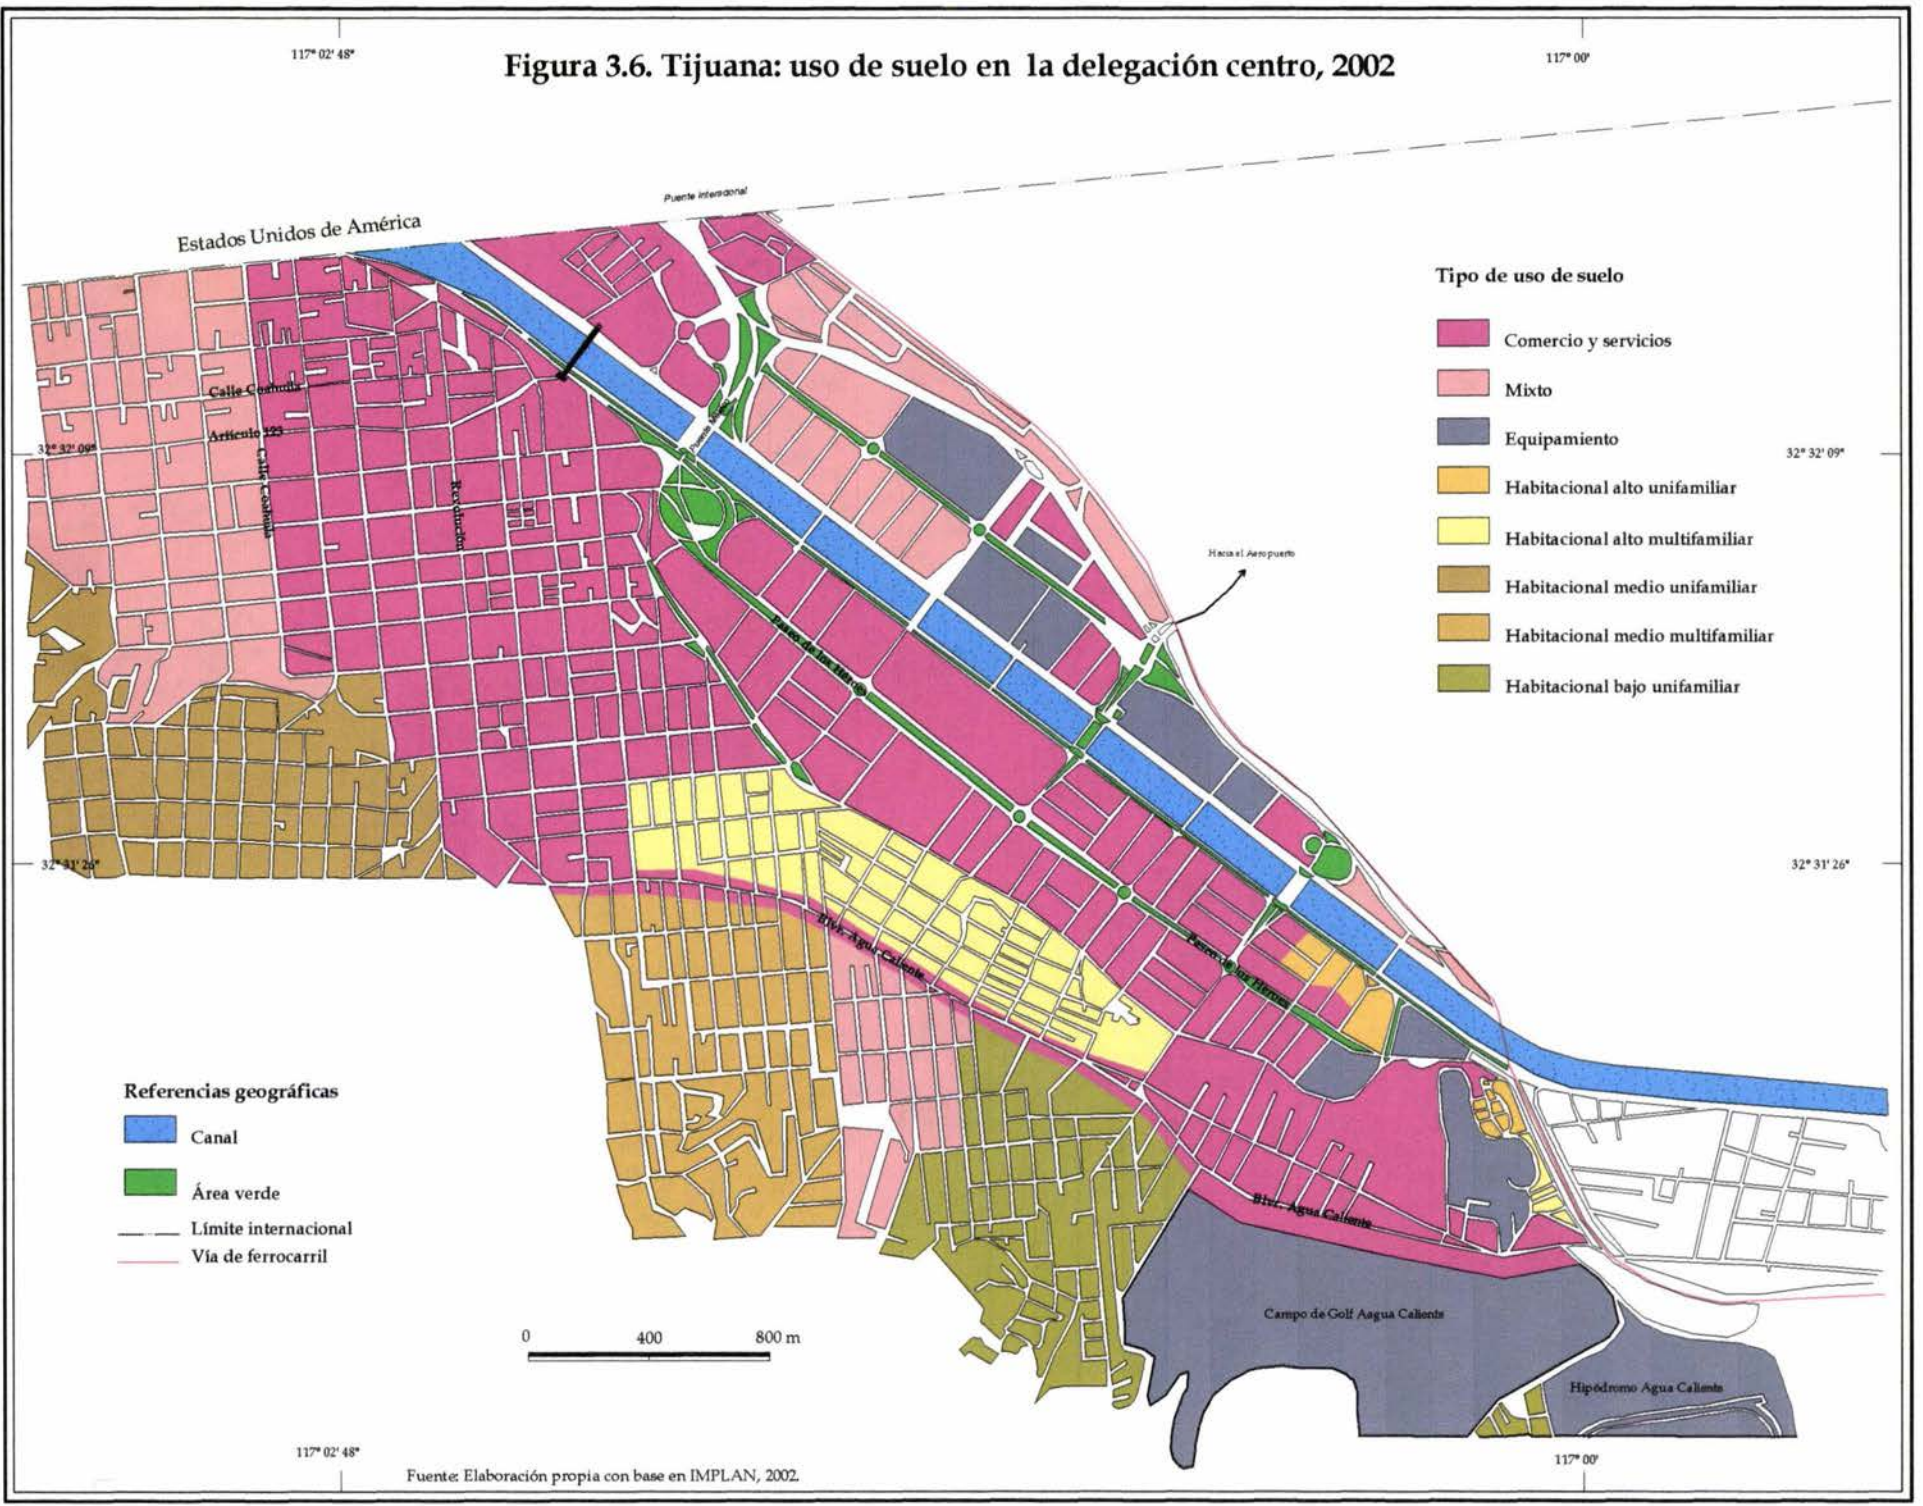 117° 02' 48"
117° 00'
Figura 3.6. Tijuana: uso de suelo en la delegación centro, 2002
Puente internacional
Estados Unidos de América
Tipo de uso de suelo
Comercio y servicios
Mixto
Equipamiento
Habitacional alto unifamiliar
Habitacional alto multifamiliar
Habitacional medio unifamiliar
Habitacional medio multifamiliar
Habitacional bajo unifamiliar
Calle Coahuila
Artículo 123
32° 32' 09"
32° 32' 09"
Calle Coahuila
Revolución
Puente México
Hacia el Aeropuerto
Paseo de los Héroes
32° 31' 26"
32° 31' 26"
Blvr. Agua Caliente
Paseo de los Héroes
Referencias geográficas
Canal
Área verde
Límite internacional
Vía de ferrocarril
Blvr. Agua Caliente
Campo de Golf Aagua Caliente
Hipódromo Agua Caliente
0 400 800 m
117° 02' 48"
117° 00'
Fuente: Elaboración propia con base en IMPLAN, 2002.